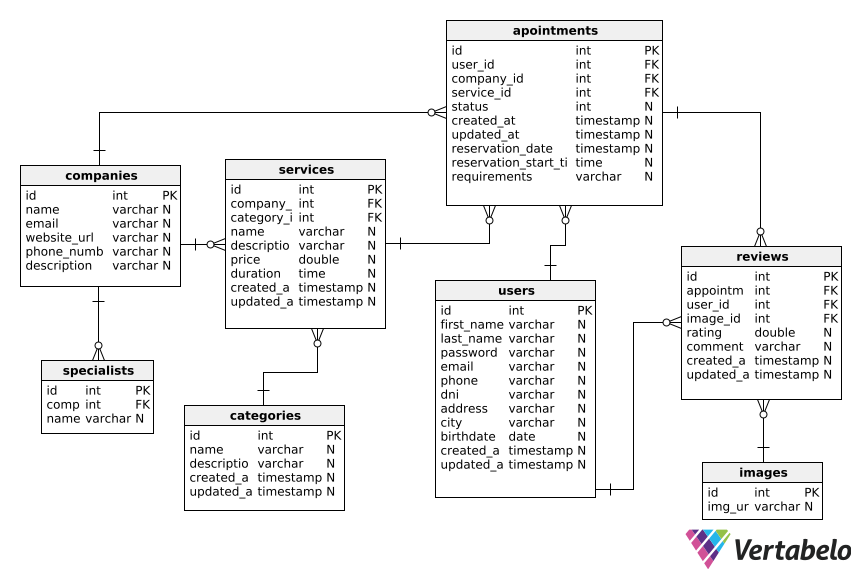 apointments
id int PK
user_id int FK
company_id int FK
service_id int FK
status int N
created_at timestamp N
updated_at timestamp N
reservation_date timestamp N
reservation_start_ti time N
requirements varchar N
companies
id int PK
name varchar N
email varchar N
website_url varchar N
phone_numb varchar N
description varchar N
services
id int PK
company_ int FK
category_i int FK
name varchar N
descriptio varchar N
price double N
duration time N
created_a timestamp N
updated_a timestamp N
reviews
id int PK
appointm int FK
user_id int FK
image_id int FK
rating double N
comment varchar N
created_a timestamp N
updated_a timestamp N
users
id int PK
first_name varchar N
last_name varchar N
password varchar N
email varchar N
phone varchar N
dni varchar N
address varchar N
city varchar N
birthdate date N
created_a timestamp N
updated_a timestamp N
specialists
id int PK
comp int FK
name varchar N
categories
id int PK
name varchar N
descriptio varchar N
created_a timestamp N
updated_a timestamp N
images
id int PK
img_ur varchar N
Vertabelo